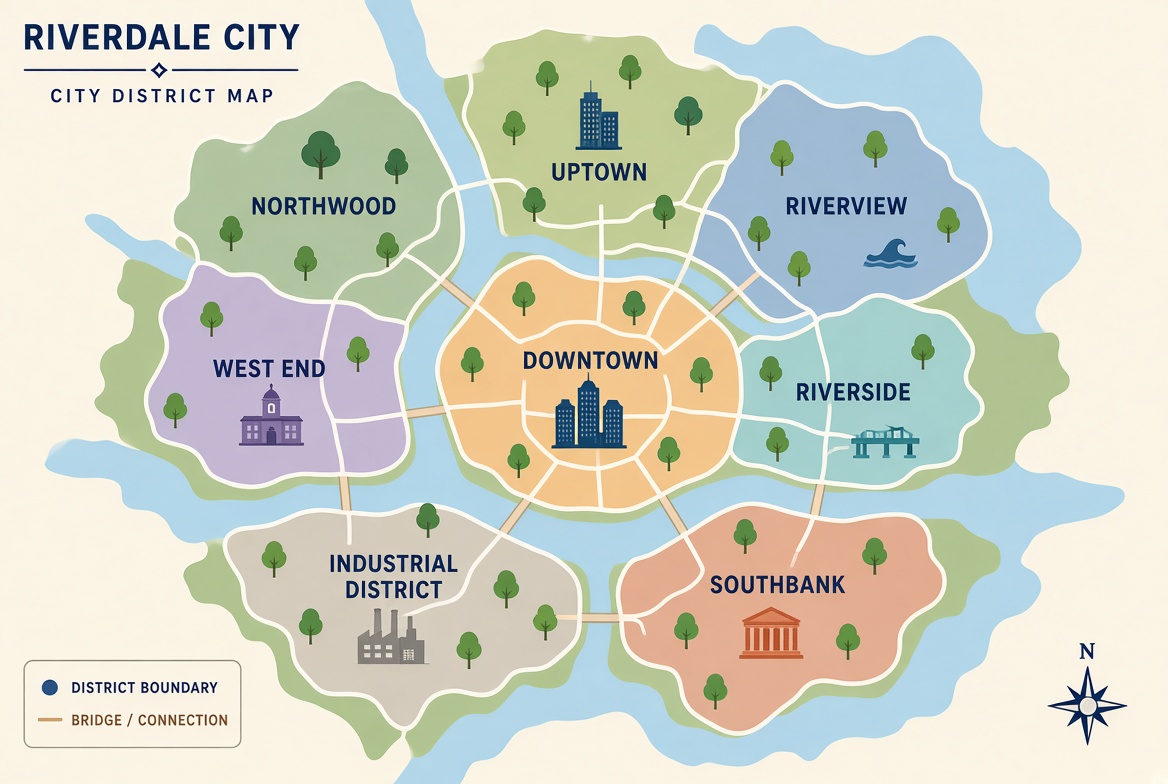 RIVERDALE CITY
CITY DISTRICT MAP
UPTOWN
NORTHWOOD
RIVERVIEW
WEST END
DOWNTOWN
RIVERSIDE
INDUSTRIAL
DISTRICT
SOUTHBANK
N
DISTRICT BOUNDARY
BRIDGE / CONNECTION